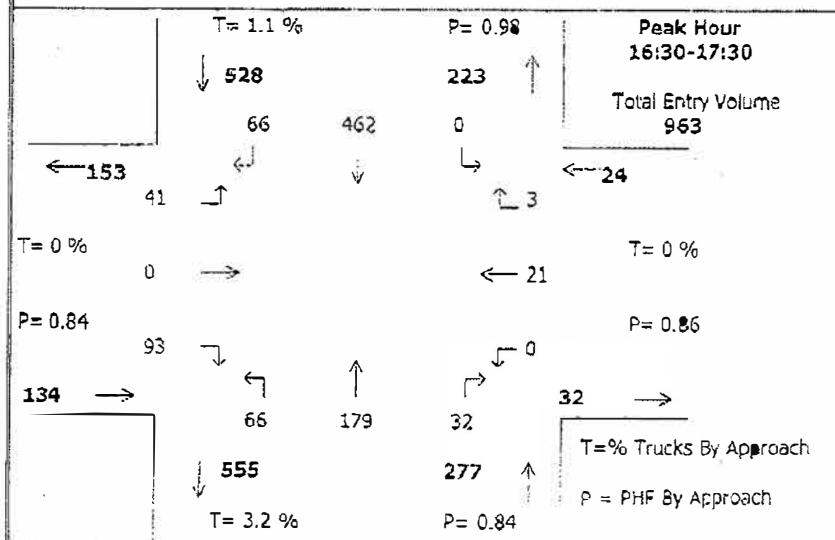 T= 1.1 %
P= 0.98
Peak Hour
16:30-17:30
528
223
Total Entry Volume
963
66
462
0
153
24
41
3
T= 0 %
T= 0 %
0
21
P= 0.84
P= 0.86
93
0
134
32
66
179
32
T=% Trucks By Approach
555
277
P = PHF By Approach
T= 3.2 %
P= 0.84